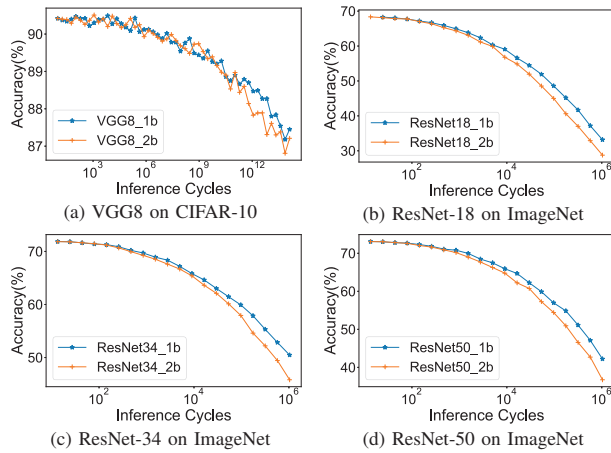 Accuracy(%)
90
89
88
87
VGG8_1b
VGG8_2b
10^3
10^6
10^9
10^12
Inference Cycles
(a) VGG8 on CIFAR-10
Accuracy(%)
70
60
50
40
30
ResNet18_1b
ResNet18_2b
10^2
10^4
10^6
Inference Cycles
(b) ResNet-18 on ImageNet
Accuracy(%)
70
60
50
ResNet34_1b
ResNet34_2b
10^2
10^4
10^6
Inference Cycles
(c) ResNet-34 on ImageNet
Accuracy(%)
70
60
50
40
ResNet50_1b
ResNet50_2b
10^2
10^4
10^6
Inference Cycles
(d) ResNet-50 on ImageNet